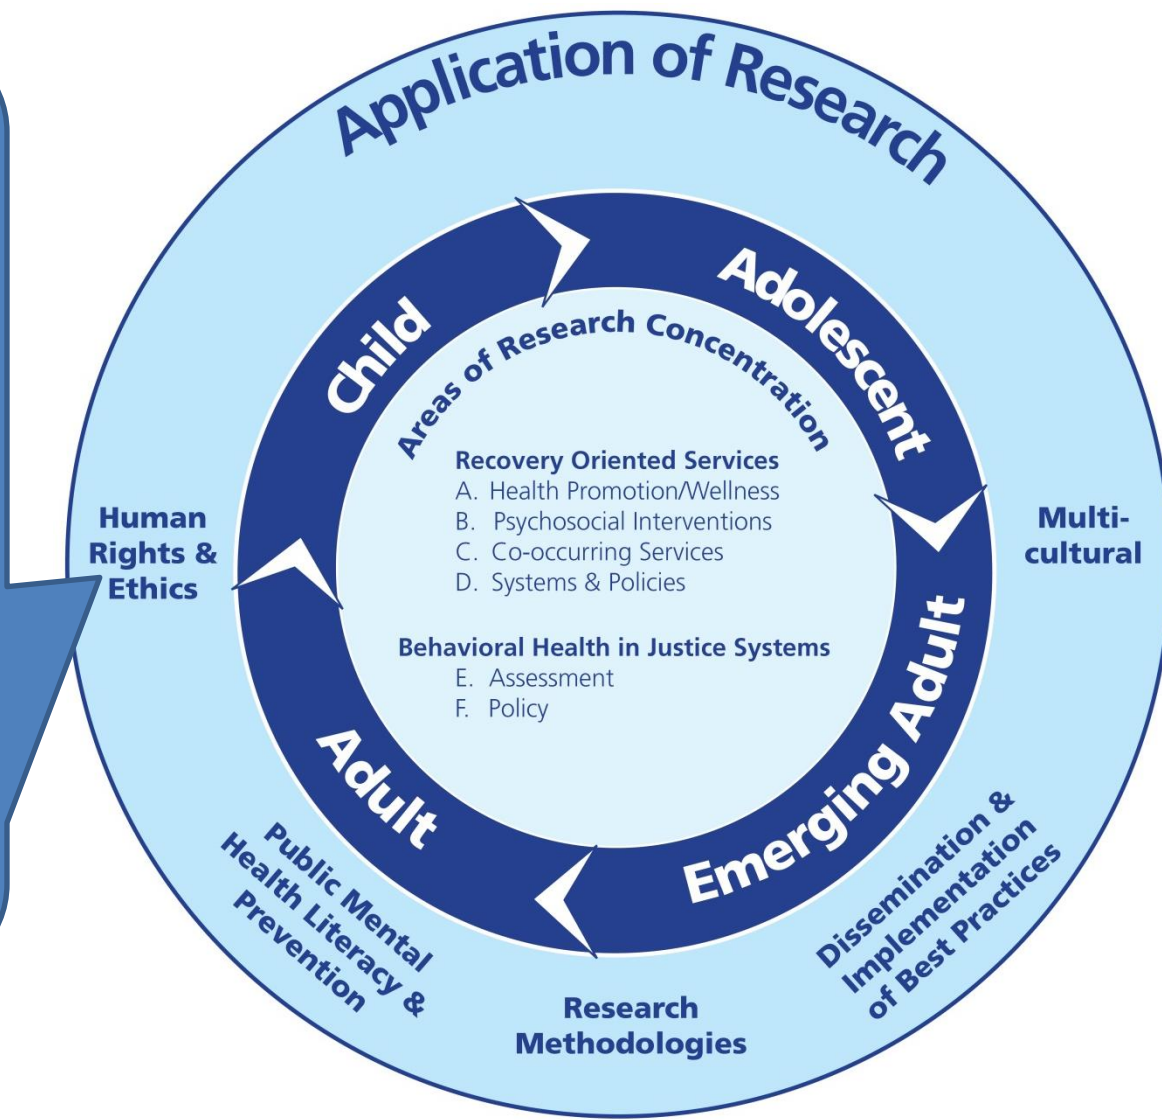 Application of Research
Child
Adolescent
Emerging Adult
Adult
Areas of Research Concentration
Recovery Oriented Services
A. Health Promotion/Wellness
B. Psychosocial Interventions
C. Co-occurring Services
D. Systems & Policies
Behavioral Health in Justice Systems
E. Assessment
F. Policy
Human
Rights &
Ethics
Multi-
cultural
Public Mental
Health Literacy &
Prevention
Research
Methodologies
Dissemination &
Implementation
of Best Practices